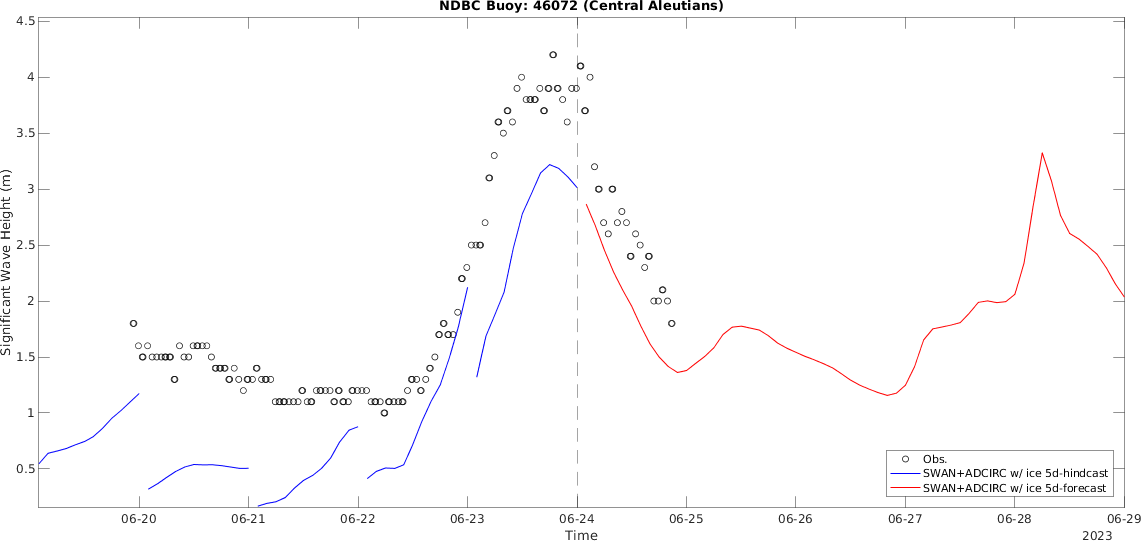 NDBC Buoy: 46072 (Central Aleutians)
4.5
4
3.5
3
2.5
2
1.5
1
0.5
Significant Wave Height (m)
Obs.
SWAN+ADCIRC w/ ice 5d-hindcast
SWAN+ADCIRC w/ ice 5d-forecast
06-20 06-21 06-22 06-23 06-24 06-25 06-26 06-27 06-28 06-29
Time
2023